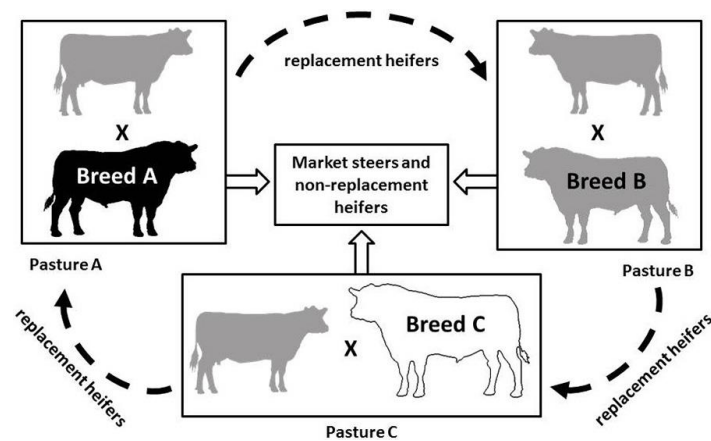 replacement heifers
X
Breed A
Market steers and
non-replacement
heifers
X
Breed B
Pasture A
Pasture B
replacement heifers
X
Breed C
replacement heifers
Pasture C